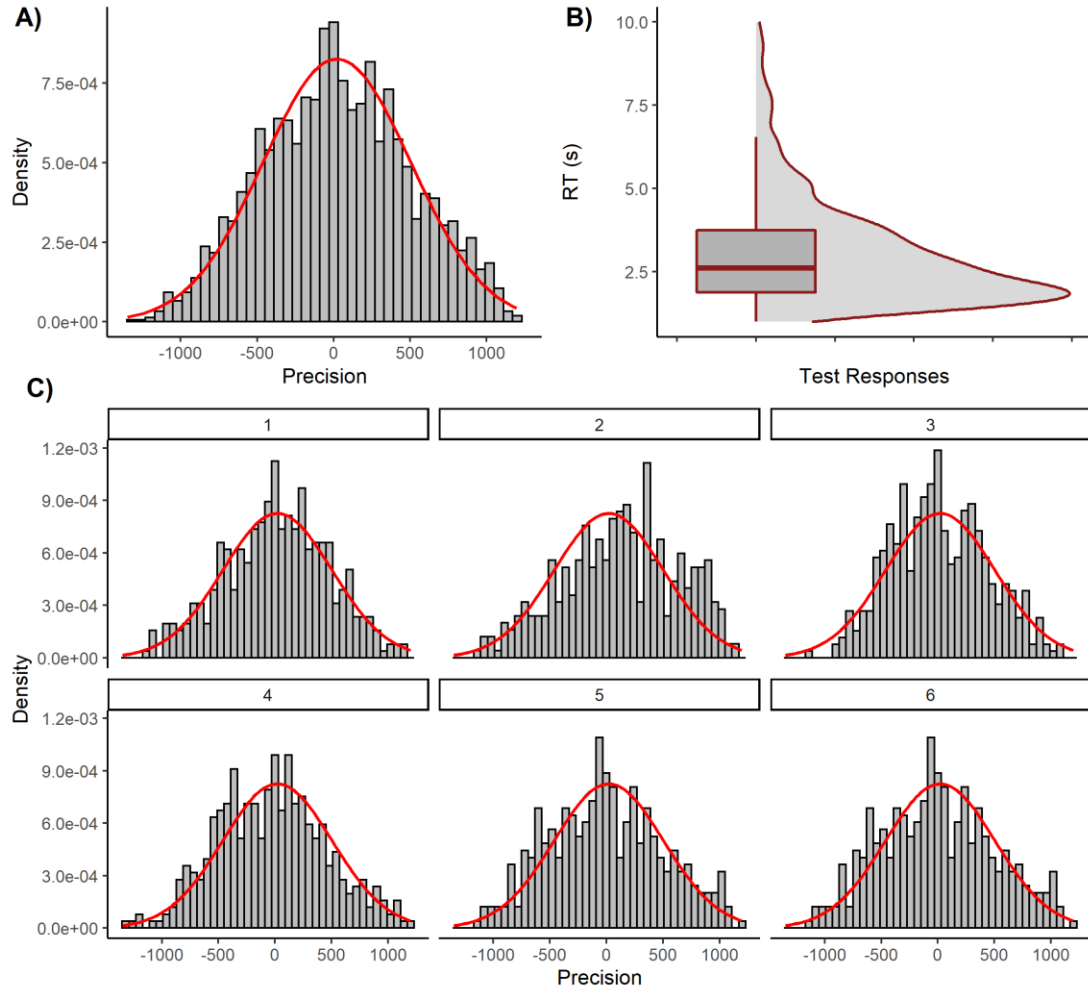 A)
Density
7.5e-04
5.0e-04
2.5e-04
0.0e+00
-1000 -500 0 500 1000
Precision
B)
RT (s)
10.0
7.5
5.0
2.5
Test Responses
C)
1 2 3
1.2e-03
9.0e-04
6.0e-04
3.0e-04
0.0e+00
Density
4 5 6
1.2e-03
9.0e-04
6.0e-04
3.0e-04
0.0e+00
-1000 -500 0 500 1000 -1000 -500 0 500 1000 -1000 -500 0 500 1000
Precision